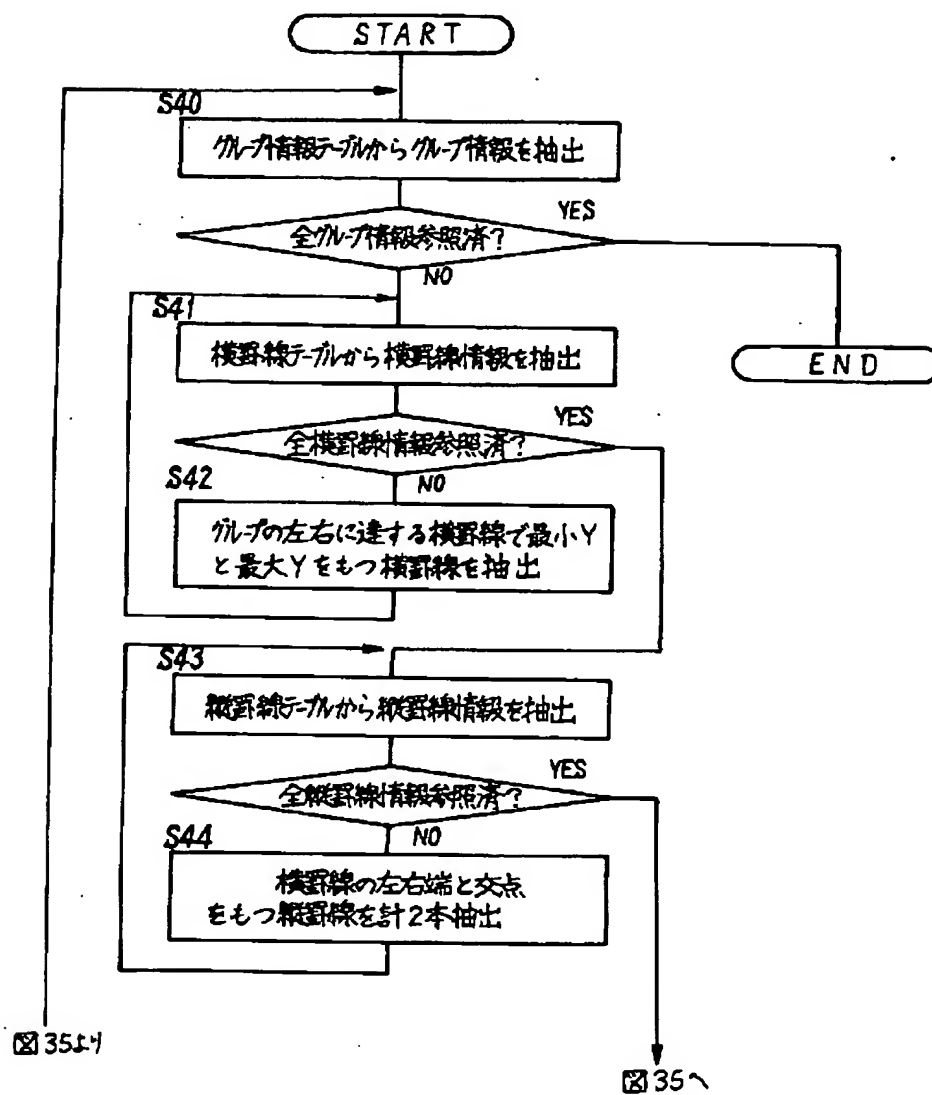 START
S40
グループ情報テーブルからグループ情報を抽出
YES
全グループ情報参照済?
NO
S41
横罫線テーブルから横罫線情報を抽出
END
YES
全横罫線情報参照済?
S42
NO
グループの左右に達する横罫線で最小Y
と最大Yをもつ横罫線を抽出
S43
縦罫線テーブルから縦罫線情報を抽出
YES
全縦罫線情報参照済?
S44
NO
横罫線の左右端と交点
をもつ縦罫線を計2本抽出
図35より
図35へ